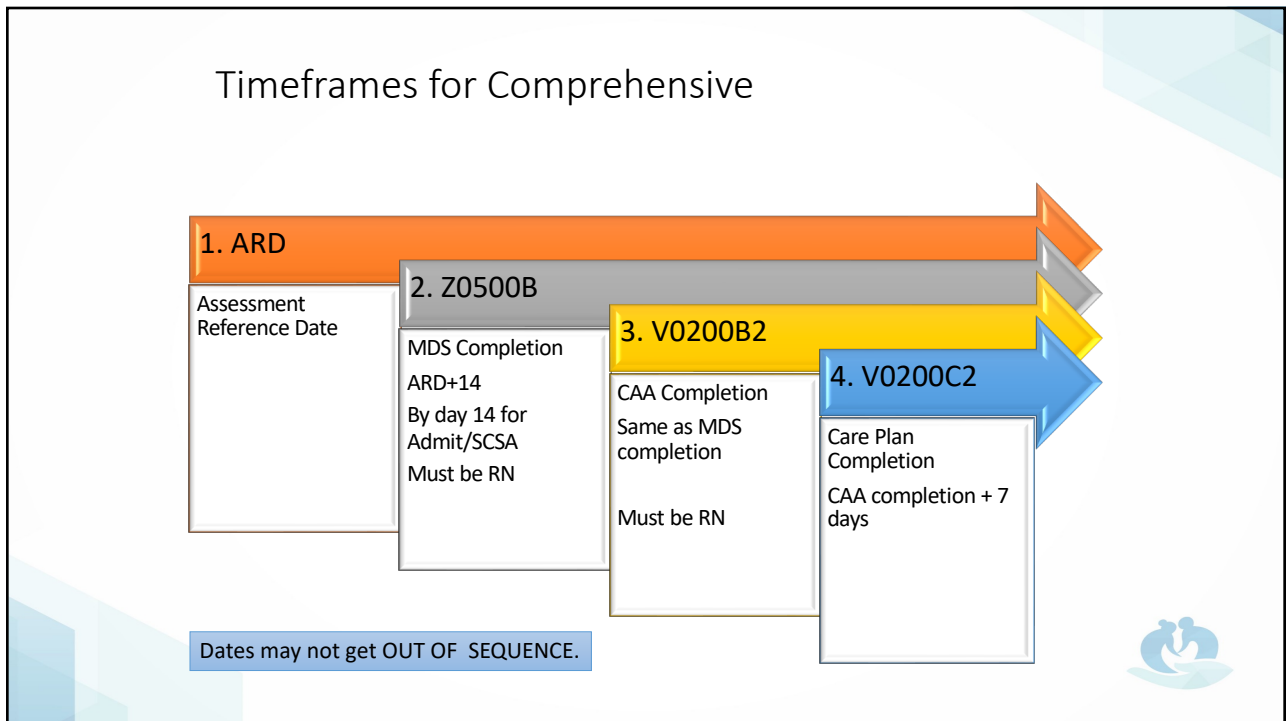 Timeframes for Comprehensive
1. ARD
Assessment
Reference Date
2. Z0500B
MDS Completion
ARD+14
By day 14 for
Admit/SCSA
Must be RN
3. V0200B2
CAA Completion
Same as MDS
completion
Must be RN
4. V0200C2
Care Plan
Completion
CAA completion + 7
days
Dates may not get OUT OF SEQUENCE.